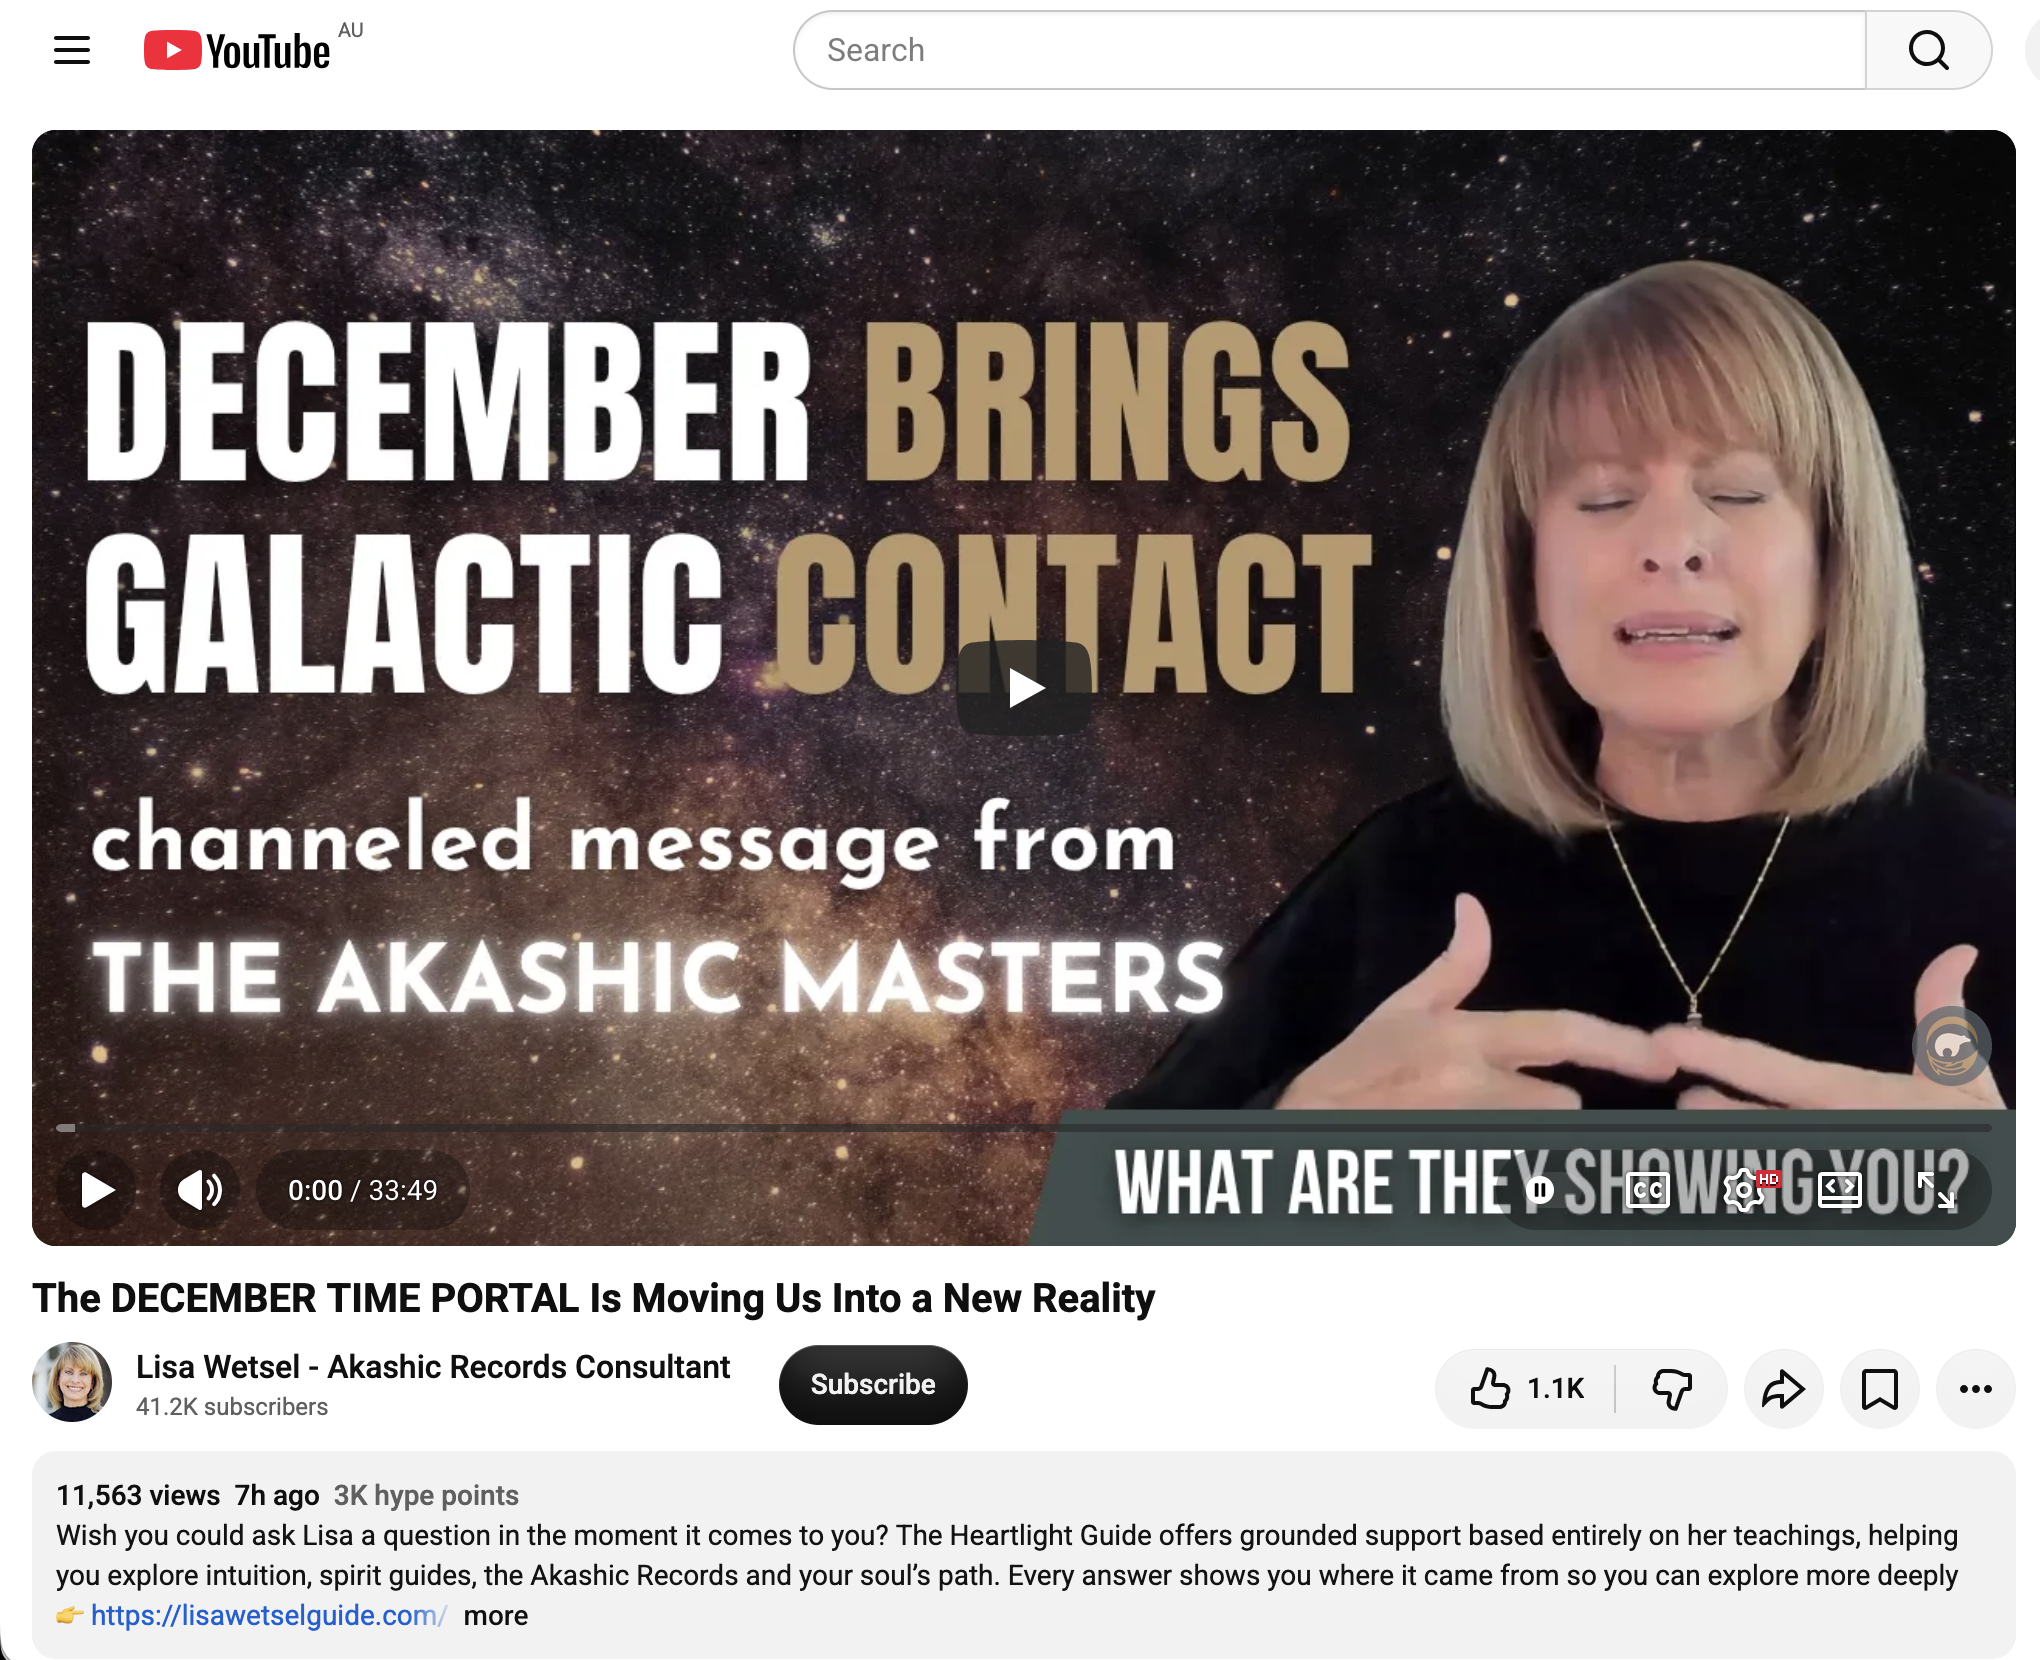 YouTube AU
Search
DECEMBER BRINGS
GALACTIC CONTACT
channeled message from
THE AKASHIC MASTERS
WHAT ARE THEY SHOWING YOU?
0:00 / 33:49
CC
HD
The DECEMBER TIME PORTAL Is Moving Us Into a New Reality
Lisa Wetsel - Akashic Records Consultant
41.2K subscribers
Subscribe
1.1K
11,563 views 7h ago 3K hype points
Wish you could ask Lisa a question in the moment it comes to you? The Heartlight Guide offers grounded support based entirely on her teachings, helping
you explore intuition, spirit guides, the Akashic Records and your soul’s path. Every answer shows you where it came from so you can explore more deeply
👉 https://lisawetselguide.com/ more